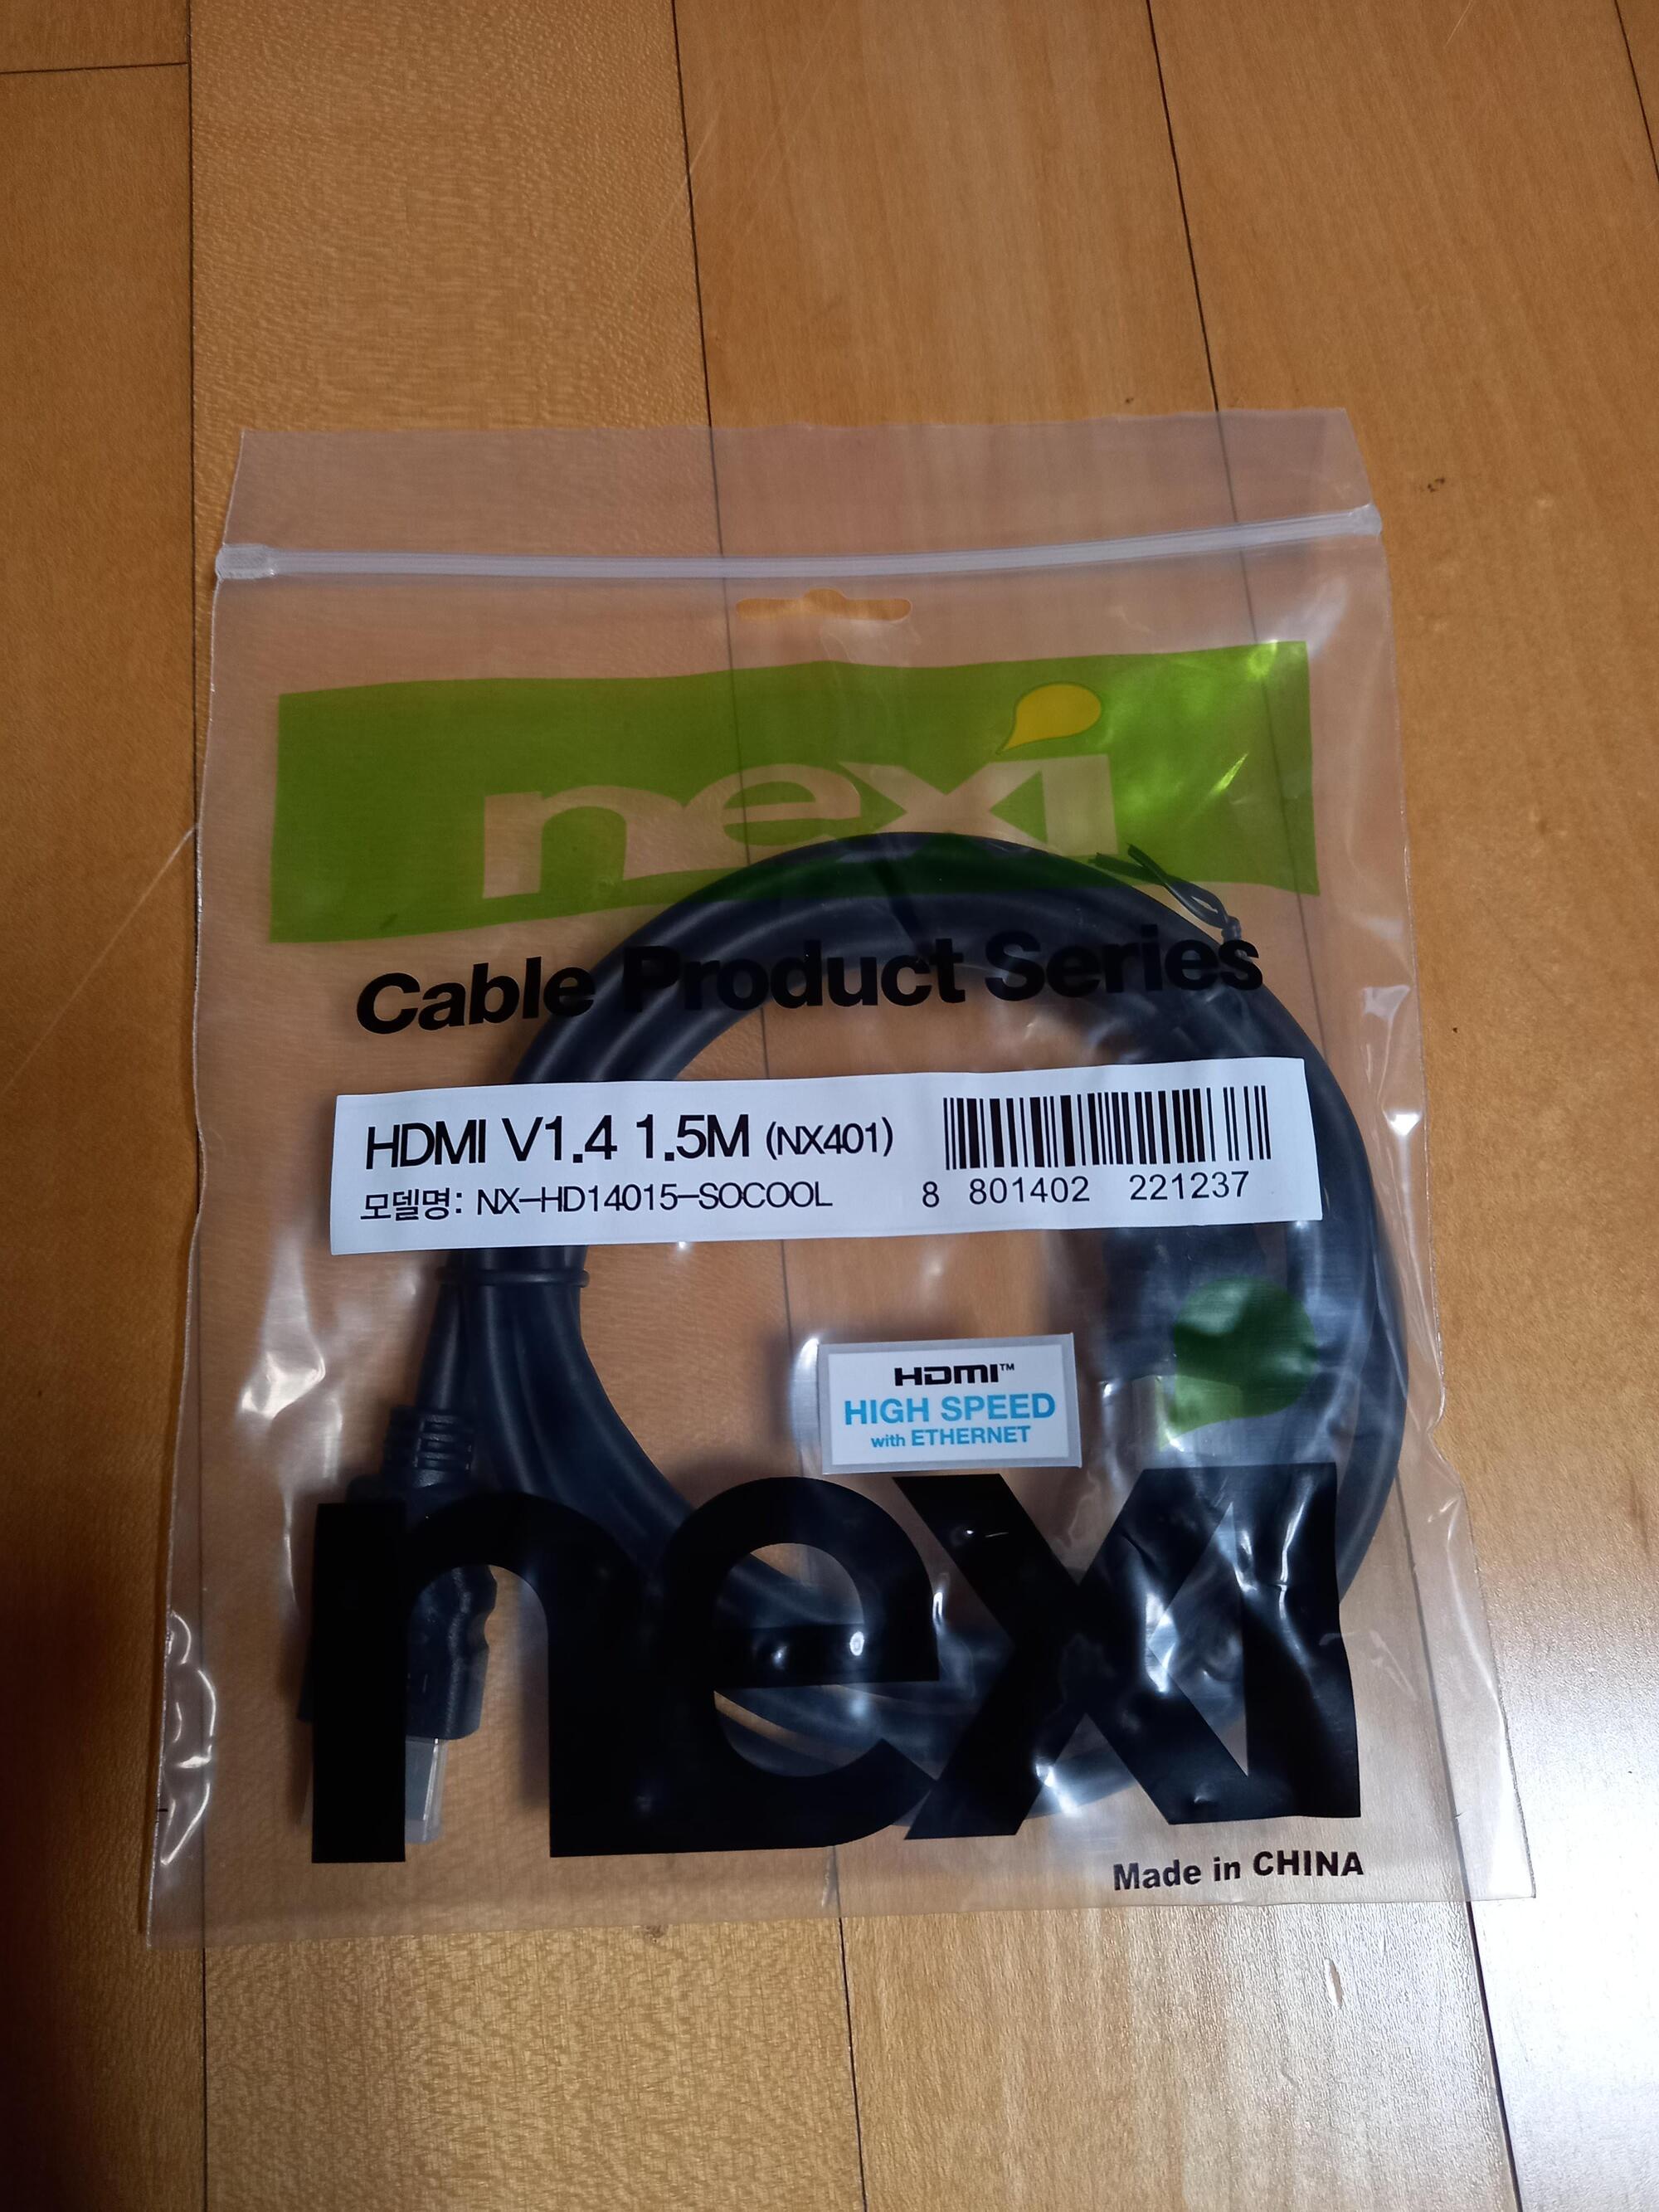 nexi
Cable Product Series
HDMI V1.4 1.5M (NX401)
모델명: NX-HD14015-SOCOOL
8 801402 221237
HDMI™
HIGH SPEED
with ETHERNET
nexi
Made in CHINA